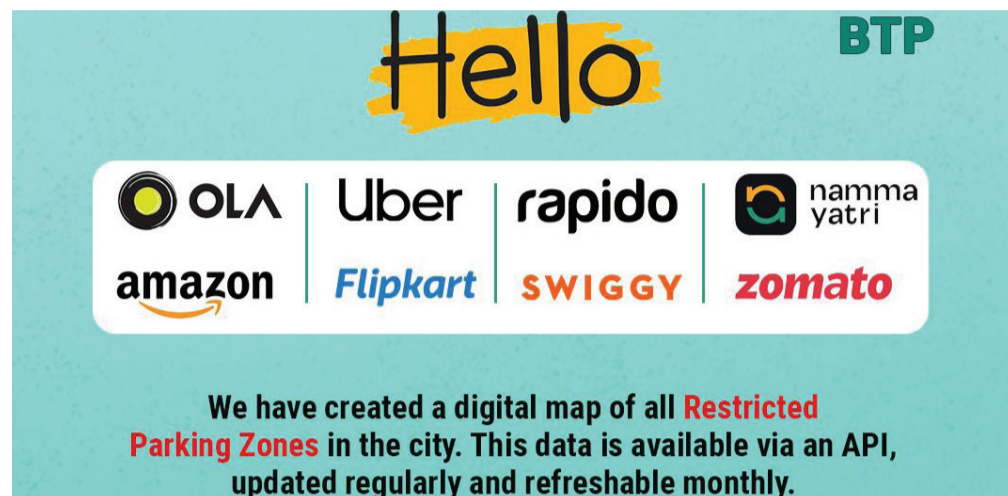 Hello
BTP
OLA
Uber
rapido
namma
yatri
amazon
Flipkart
SWIGGY
zomato
We have created a digital map of all Restricted
Parking Zones in the city. This data is available via an API,
updated regularly and refreshable monthly.